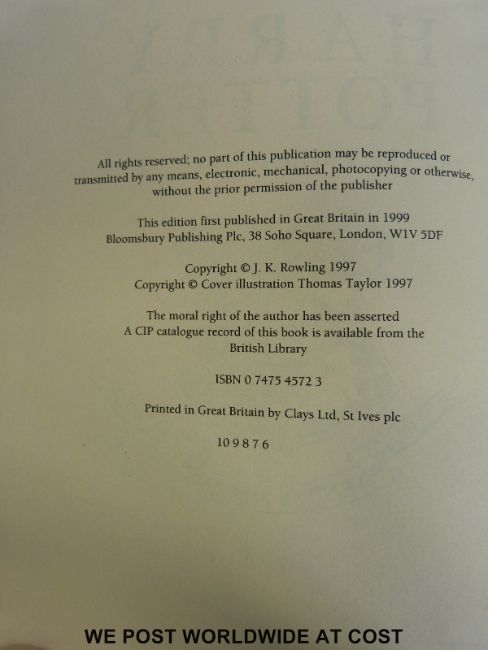 HARRY
POTTER
All rights reserved; no part of this publication may be reproduced or
transmitted by any means, electronic, mechanical, photocopying or otherwise,
without the prior permission of the publisher
This edition first published in Great Britain in 1999
Bloomsbury Publishing Plc, 38 Soho Square, London, W1V 5DF
Copyright © J. K. Rowling 1997
Copyright © Cover illustration Thomas Taylor 1997
The moral right of the author has been asserted
A CIP catalogue record of this book is available from the
British Library
ISBN 0 7475 4572 3
Printed in Great Britain by Clays Ltd, St Ives plc
10 9 8 7 6
WE POST WORLDWIDE AT COST